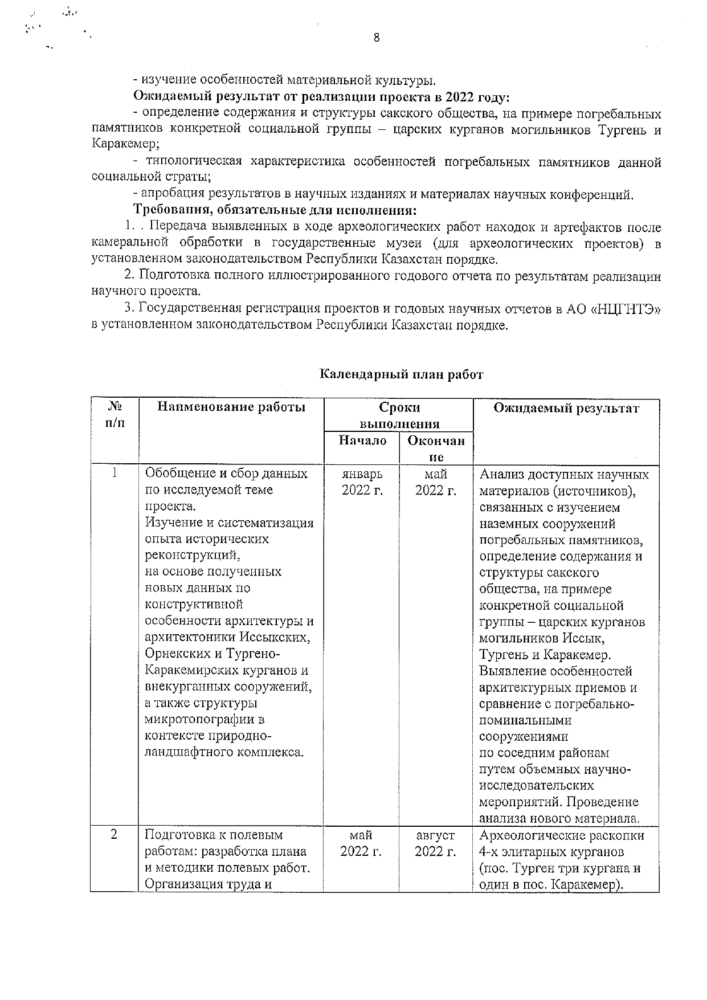 8
- изучение особенностей материальной культуры.
Ожидаемый результат от реализации проекта в 2022 году:
- определение содержания и структуры сакского общества, на примере погребальных
памятников конкретной социальной группы – царских курганов могильников Тургень и
Каракемер;
- типологическая характеристика особенностей погребальных памятников данной
социальной страты;
- апробация результатов в научных изданиях и материалах научных конференций.
Требования, обязательные для исполнения:
1. . Передача выявленных в ходе археологических работ находок и артефактов после
камеральной обработки в государственные музеи (для археологических проектов) в
установленном законодательством Республики Казахстан порядке.
2. Подготовка полного иллюстрированного годового отчета по результатам реализации
научного проекта.
3. Государственная регистрация проектов и годовых научных отчетов в АО «НЦГНТЭ»
в установленном законодательством Республики Казахстан порядке.
Календарный план работ
№
п/п
Наименование работы
Сроки
выполнения
Ожидаемый результат
Начало
Окончан
ие
1
Обобщение и сбор данных
по исследуемой теме
проекта.
Изучение и систематизация
опыта исторических
реконструкций,
на основе полученных
новых данных по
конструктивной
особенности архитектуры и
архитектоники Иссыкских,
Орнекских и Тургено-
Каракемирских курганов и
внекурганных сооружений,
а также структуры
микротопографии в
контексте природно-
ландшафтного комплекса.
январь
2022 г.
май
2022 г.
Анализ доступных научных
материалов (источников),
связанных с изучением
наземных сооружений
погребальных памятников,
определение содержания и
структуры сакского
общества, на примере
конкретной социальной
группы – царских курганов
могильников Иссык,
Тургень и Каракемер.
Выявление особенностей
архитектурных приемов и
сравнение с погребально-
поминальными
сооружениями
по соседним районам
путем объемных научно-
исследовательских
мероприятий. Проведение
анализа нового материала.
2
Подготовка к полевым
работам: разработка плана
и методики полевых работ.
Организация труда и
май
2022 г.
август
2022 г.
Археологические раскопки
4-х элитарных курганов
(пос. Турген три кургана и
один в пос. Каракемер).